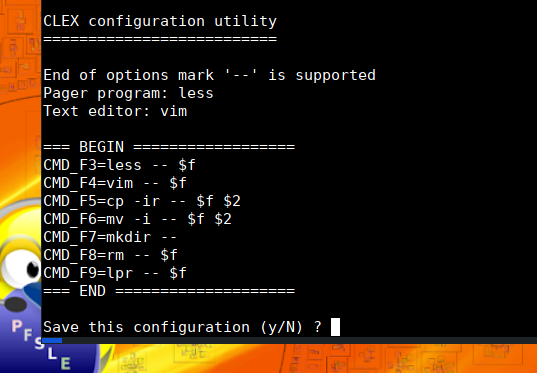 CLEX configuration utility
==========================
End of options mark '--' is supported
Pager program: less
Text editor: vim
=== BEGIN ==================
CMD_F3=less -- $f
CMD_F4=vim -- $f
CMD_F5=cp -ir -- $f $2
CMD_F6=mv -i -- $f $2
CMD_F7=mkdir --
CMD_F8=rm -- $f
CMD_F9=lpr -- $f
=== END ====================
Save this configuration (y/N) ?
PFSLE